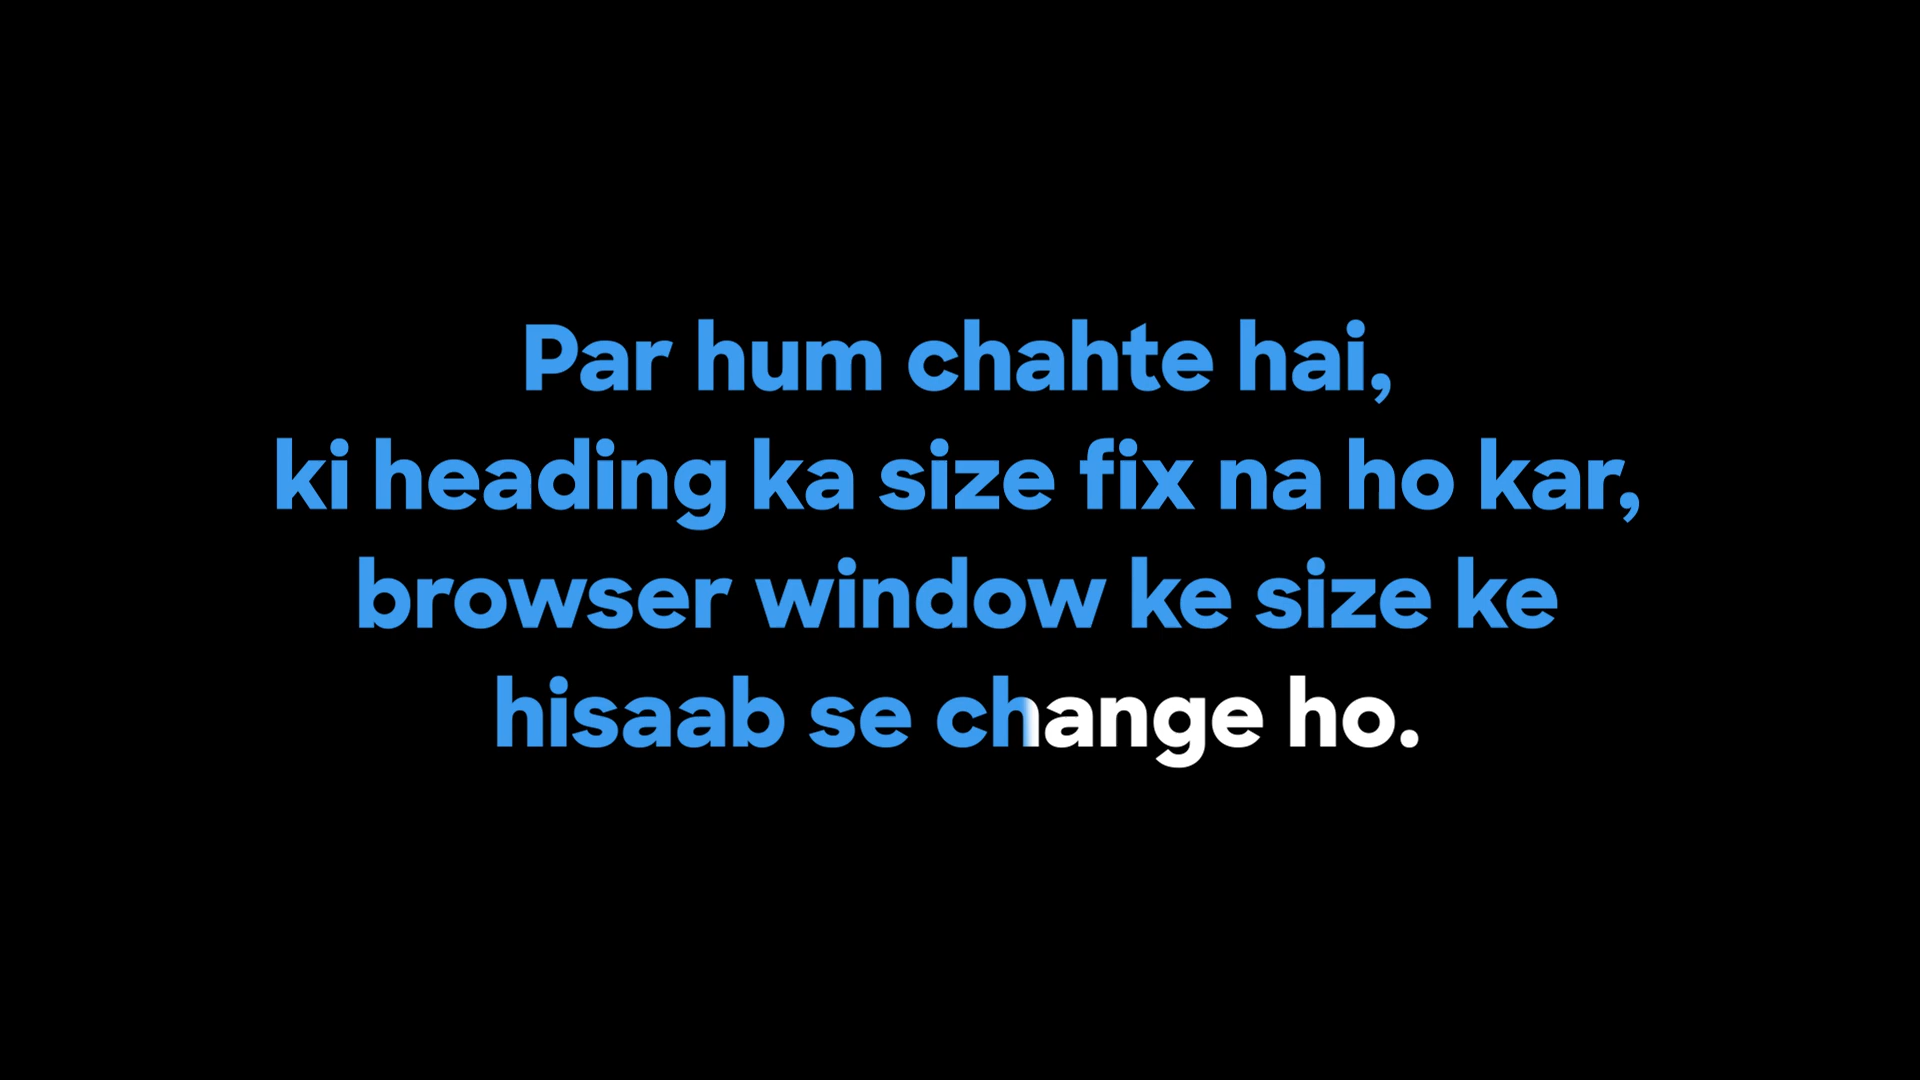 Par hum chahte hai,
ki heading ka size fix na ho kar,
browser window ke size ke
hisaab se change ho.